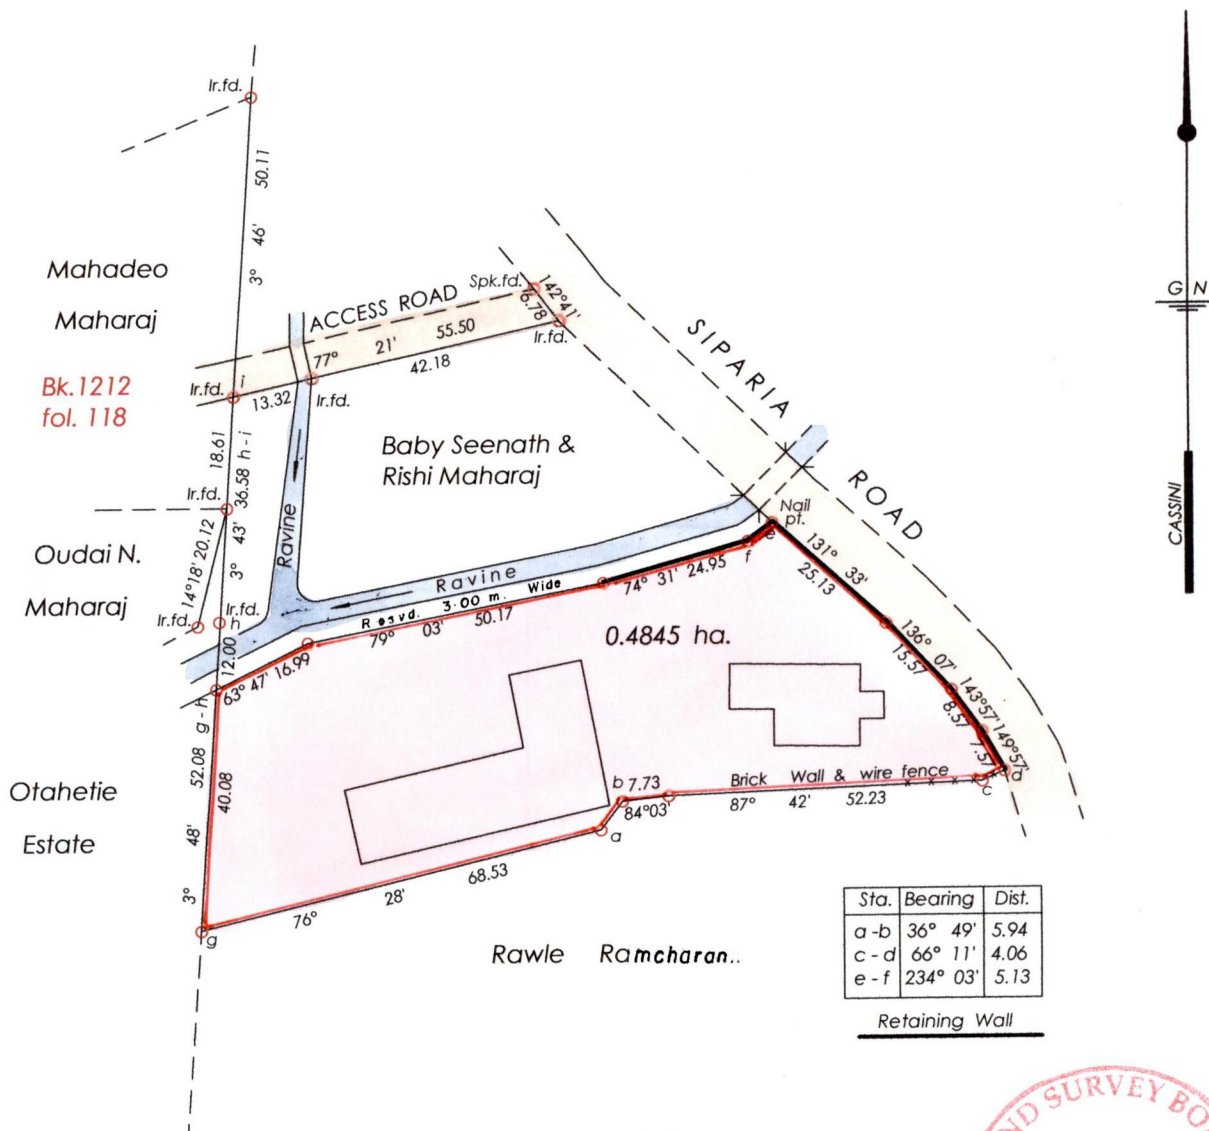 Ir.fd.
50.11
46'
3°
Mahadeo
Maharaj
Bk.1212
fol. 118
Spk.fd.
142°41'
6.78
ACCESS ROAD
77° 21' 55.50
42.18
Ir.fd.
Ir.fd.
i
13.32
Ir.fd.
G N
CASSINI
SIPARIA
ROAD
Baby Seenath &
Rishi Maharaj
18.61
36.58 h-i
43'
3°
Ir.fd.
14°18' 20.12
Oudai N.
Maharaj
Ir.fd.
Ir.fd.
h
Ravine
Ravine
Resvd. 3.00 m. Wide
79° 03' 50.17
74° 31' 24.95
Nail
pt.
e
f
131° 33'
25.13
0.4845 ha.
136° 07'
15.57
143°57'
8.57
149°57'
7.57
d
c
12.00
63° 47' 16.99
g-h
52.08
40.08
48'
3°
Otahetie
Estate
b 7.73
84°03'
Brick Wall & wire fence
87° 42' 52.23
a
76° 28' 68.53
g
Rawle Ramcharan..
Sta. Bearing Dist.
a-b 36° 49' 5.94
c-d 66° 11' 4.06
e-f 234° 03' 5.13
Retaining Wall
ND SURVEY BO